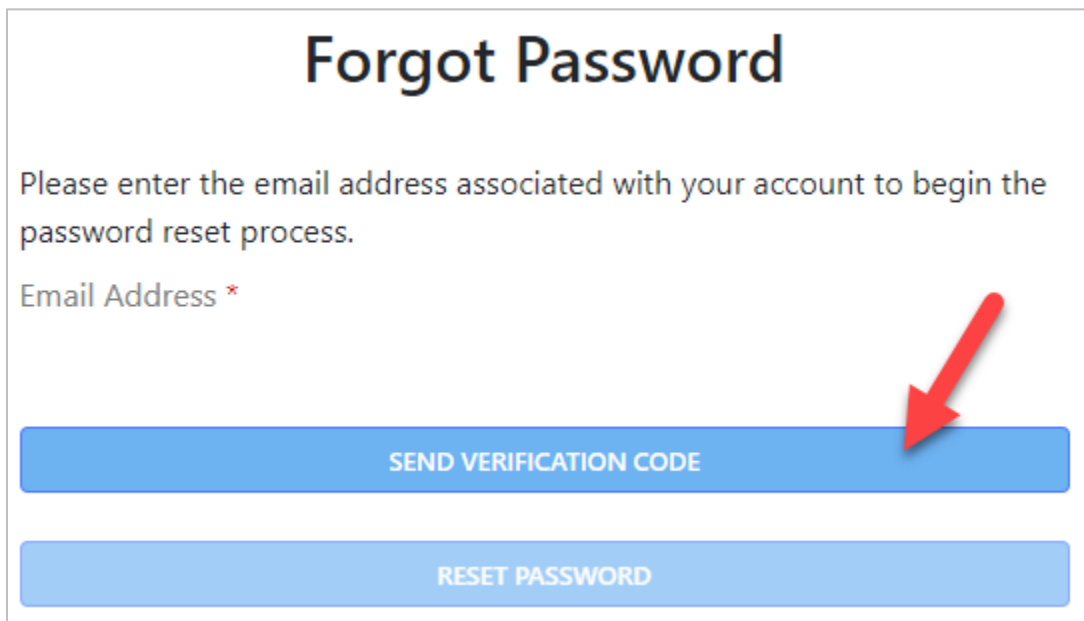 Forgot Password
Please enter the email address associated with your account to begin the
password reset process.
Email Address *
SEND VERIFICATION CODE
RESET PASSWORD